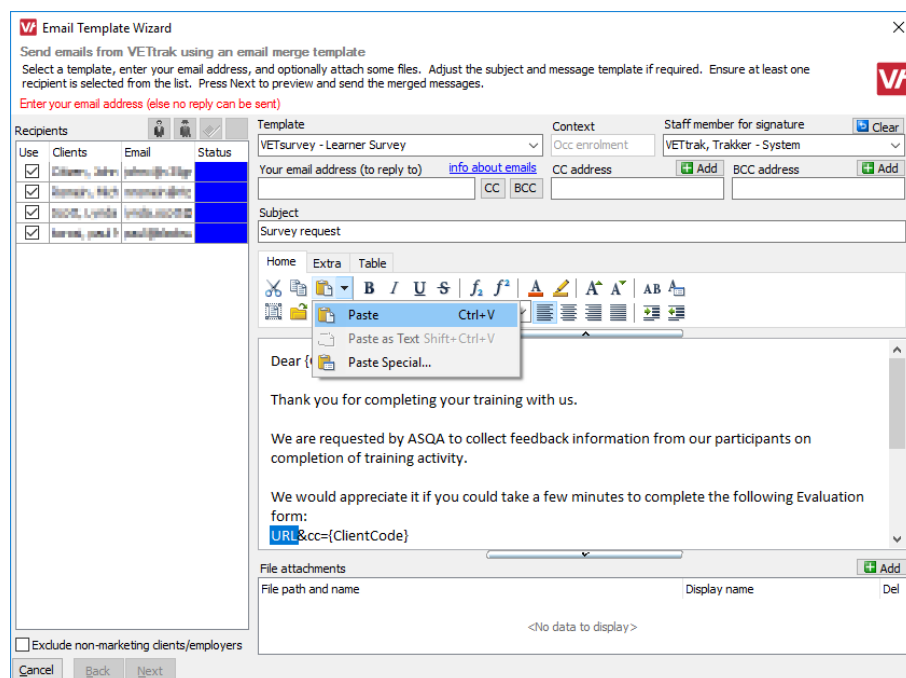 Email Template Wizard
Send emails from VETtrak using an email merge template
Select a template, enter your email address, and optionally attach some files. Adjust the subject and message template if required. Ensure at least one
recipient is selected from the list. Press Next to preview and send the merged messages.
Enter your email address (else no reply can be sent)
Recipients
Use Clients Email Status
Template Context Staff member for signature Clear
VETsurvey - Learner Survey Occ enrolment VETtrak, Trakker - System
Your email address (to reply to) info about emails CC address Add BCC address Add
CC BCC
Subject
Survey request
Home Extra Table
B I U S f2 f2 A A A AB A
Paste Ctrl+V
Paste as Text Shift+Ctrl+V
Paste Special...
Dear {
Thank you for completing your training with us.
We are requested by ASQA to collect feedback information from our participants on
completion of training activity.
We would appreciate it if you could take a few minutes to complete the following Evaluation
form:
URL&cc={ClientCode}
File attachments Add
File path and name Display name Del
<No data to display>
Exclude non-marketing clients/employers
Cancel Back Next